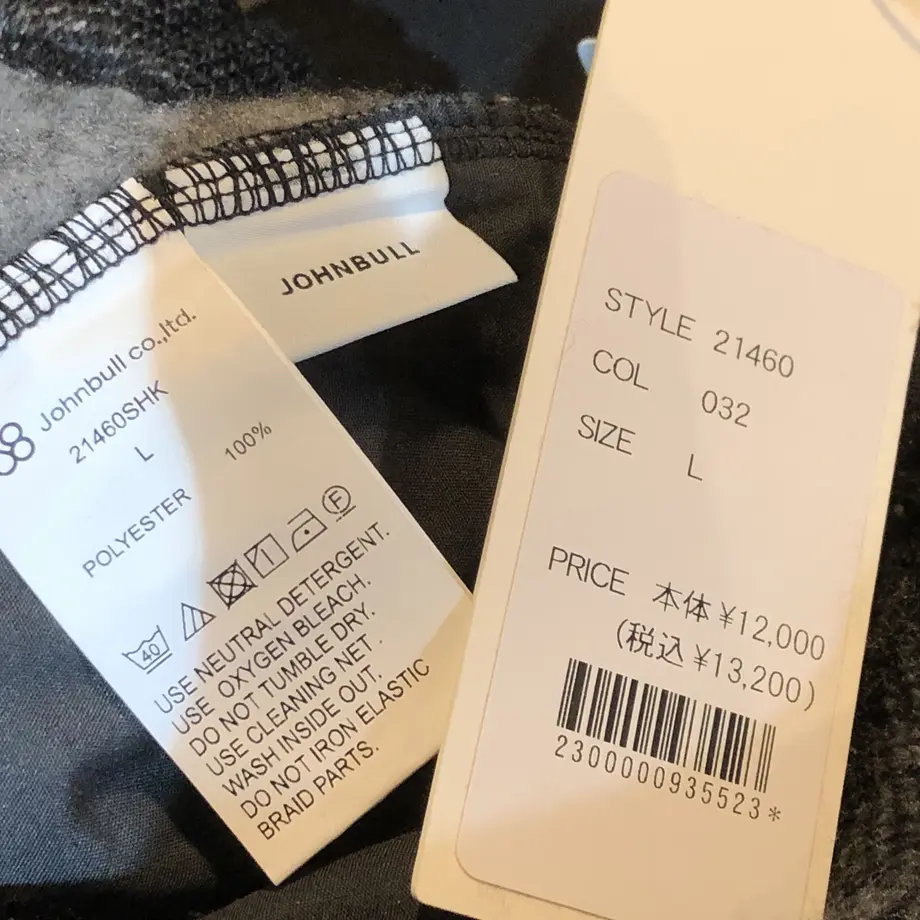 JOHNBULL
Johnbull co.,ltd.
21460SHK
L
POLYESTER 100%
40
F
USE NEUTRAL DETERGENT.
USE OXYGEN BLEACH.
DO NOT TUMBLE DRY.
USE CLEANING NET .
WASH INSIDE OUT.
DO NOT IRON ELASTIC
BRAID PARTS.
STYLE 21460
COL 032
SIZE L
PRICE 本体 ¥12,000
(税込 ¥13,200)
2300000935523*